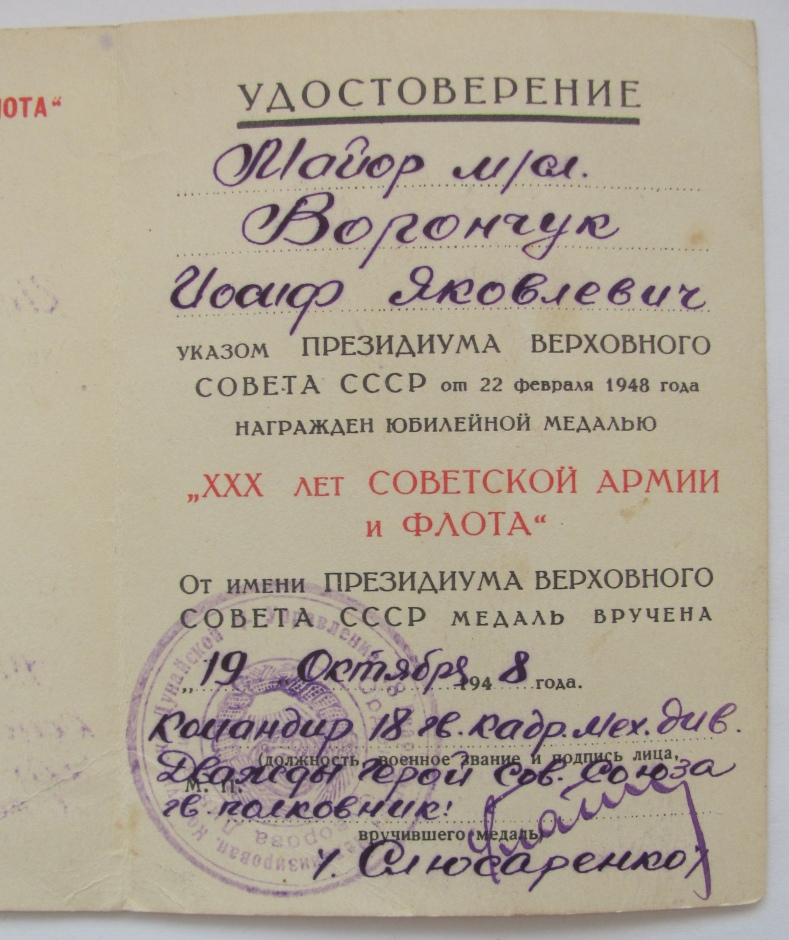 ЛОТА“
УДОСТОВЕРЕНИЕ
Майор м/сл.
Ворончук
Иосиф Яковлевич
УКАЗОМ ПРЕЗИДИУМА ВЕРХОВНОГО
СОВЕТА СССР от 22 февраля 1948 года
НАГРАЖДЕН ЮБИЛЕЙНОЙ МЕДАЛЬЮ
„XXX ЛЕТ СОВЕТСКОЙ АРМИИ
и ФЛОТА“
От имени ПРЕЗИДИУМА ВЕРХОВНОГО
СОВЕТА СССР МЕДАЛЬ ВРУЧЕНА
„19 „ Октября 1948 года.
Командир 18 гв. кадр. мех. див.
(должность, военное звание и подпись лица,
Дважды Герой Сов. Союза
М. П.
гв. полковник:
вручившего медаль)
Слюсаренко